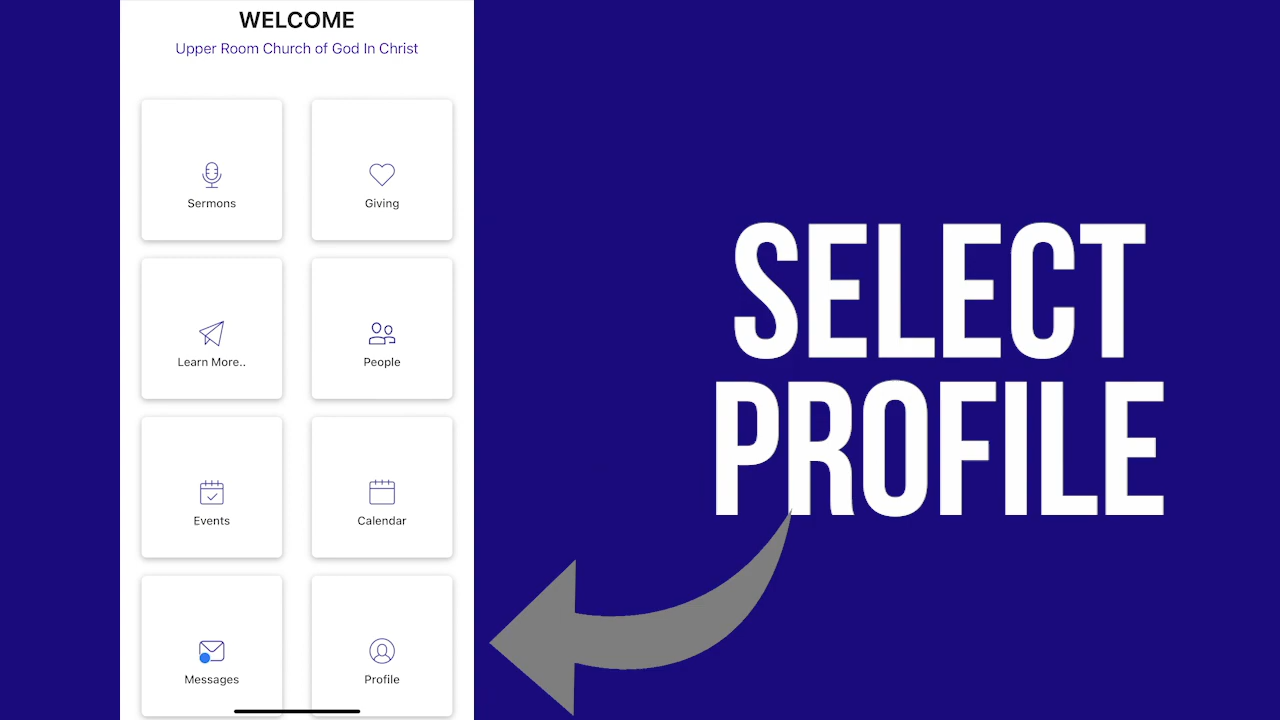 WELCOME
Upper Room Church of God In Christ
Sermons
Giving
Learn More..
People
Events
Calendar
Messages
Profile
SELECT
PROFILE